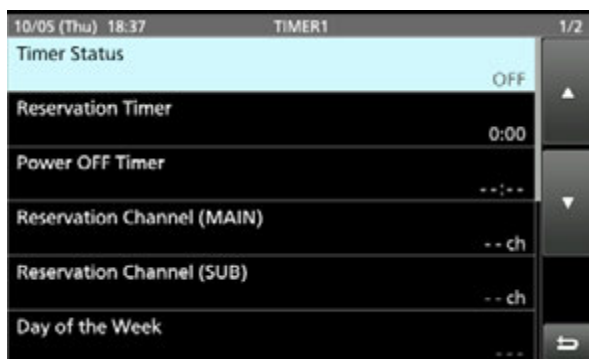 10/05 (Thu) 18:37 TIMER1 1/2
Timer Status
OFF
Reservation Timer
0:00
Power OFF Timer
--:--
Reservation Channel (MAIN)
-- ch
Reservation Channel (SUB)
-- ch
Day of the Week
---